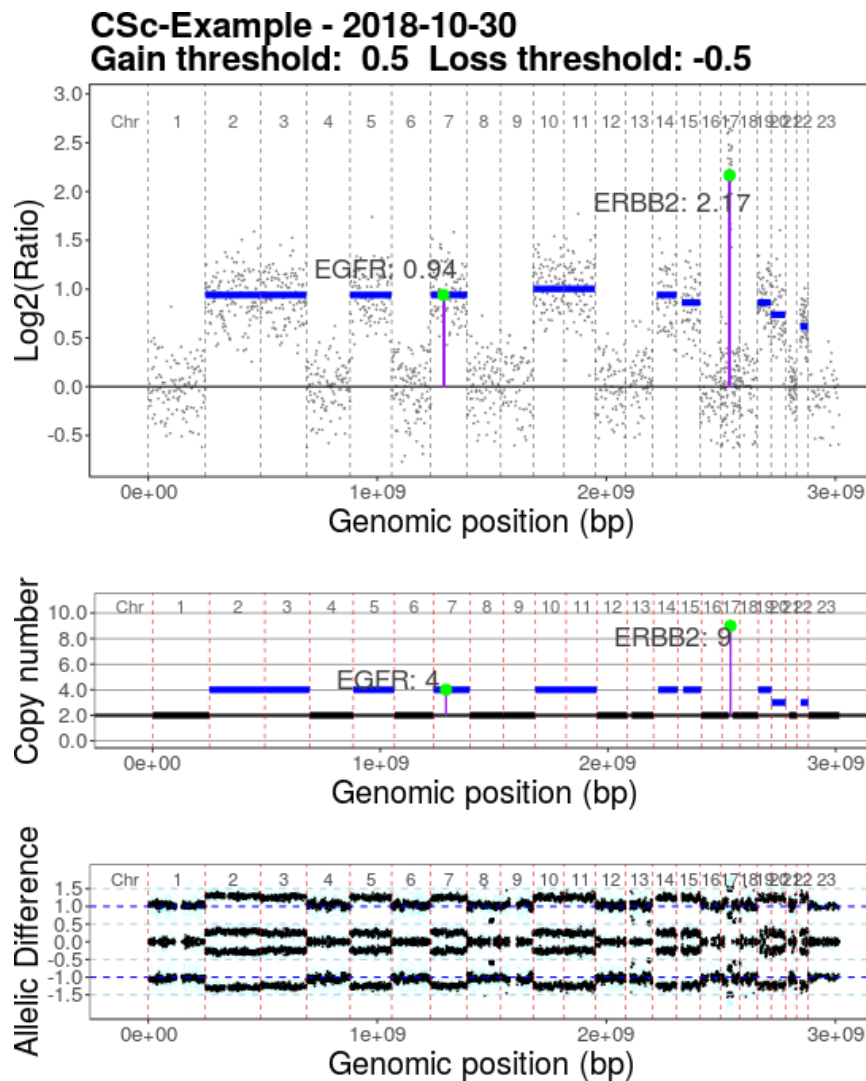 CSc-Example - 2018-10-30
Gain threshold:  0.5  Loss threshold: -0.5
Log2(Ratio)
3.0
2.5
2.0
1.5
1.0
0.5
0.0
-0.5
Chr 1 2 3 4 5 6 7 8 9 10 11 12 13 14 15 16 17 18 19 20 21 22 23
ERBB2: 2.17
EGFR: 0.94
0e+00 1e+09 2e+09 3e+09
Genomic position (bp)
Copy number
10.0
8.0
6.0
4.0
2.0
0.0
Chr 1 2 3 4 5 6 7 8 9 10 11 12 13 14 15 16 17 18 19 20 21 22 23
ERBB2: 9
EGFR: 4
0e+00 1e+09 2e+09 3e+09
Genomic position (bp)
Allelic Difference
1.5
1.0
0.5
0.0
-0.5
-1.0
-1.5
Chr 1 2 3 4 5 6 7 8 9 10 11 12 13 14 15 16 17 18 19 20 21 22 23
0e+00 1e+09 2e+09 3e+09
Genomic position (bp)